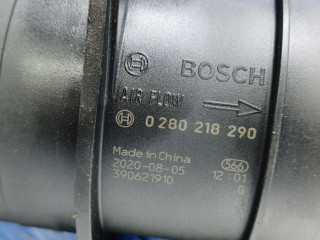 BOSCH
AIR FLOW
0 280 218 290
Made in China
2020-08-05
390621910
566
12:01
G